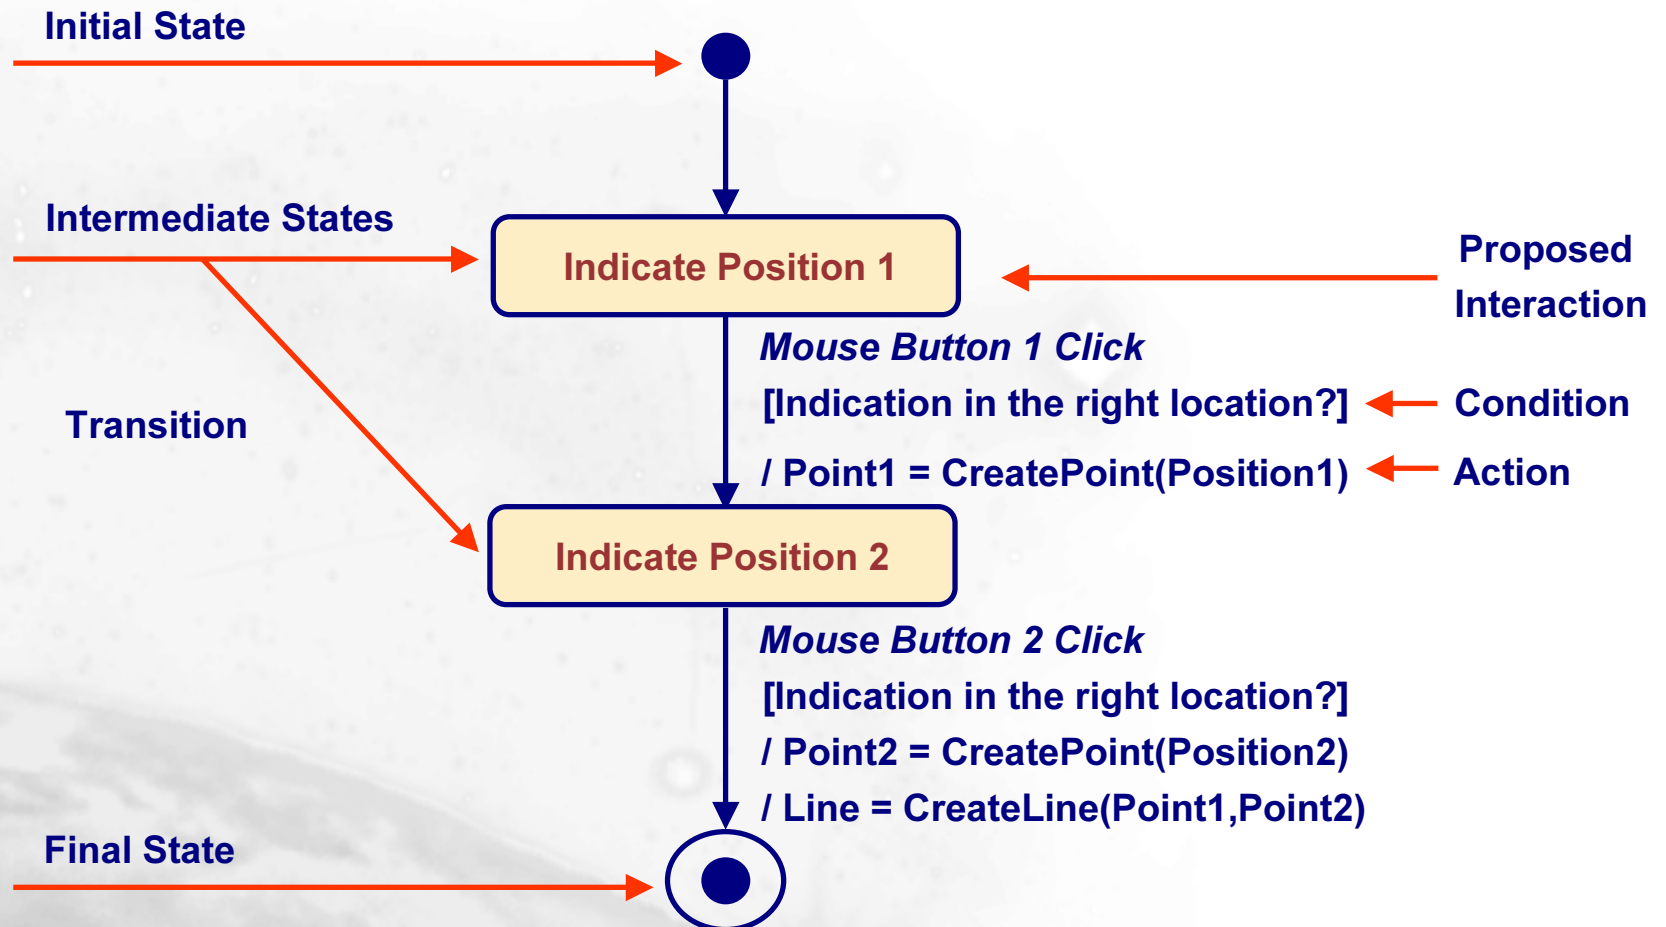 Initial State
Intermediate States
Indicate Position 1
Proposed
Interaction
Mouse Button 1 Click
[Indication in the right location?]
Condition
Transition
/ Point1 = CreatePoint(Position1)
Action
Indicate Position 2
Mouse Button 2 Click
[Indication in the right location?]
/ Point2 = CreatePoint(Position2)
/ Line = CreateLine(Point1,Point2)
Final State